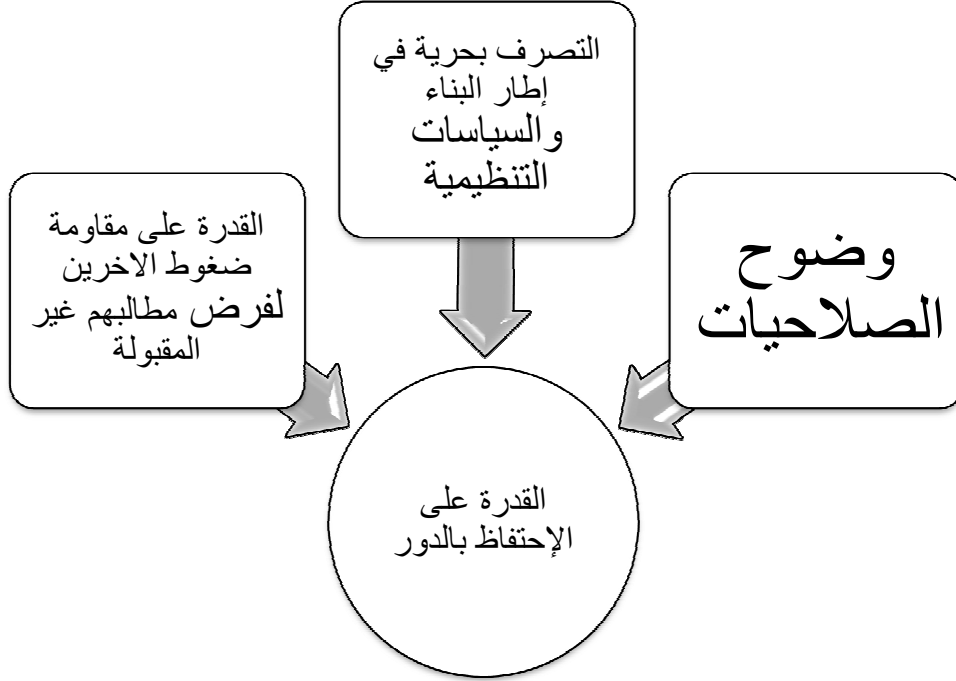 وضوح
الصلاحيات
التصرف بحرية في
إطار البناء
والسياسات
التنظيمية
القدرة على مقاومة
ضغوط الاخرين
لفرض مطالبهم غير
المقبولة
القدرة على
الإحتفاظ بالدور